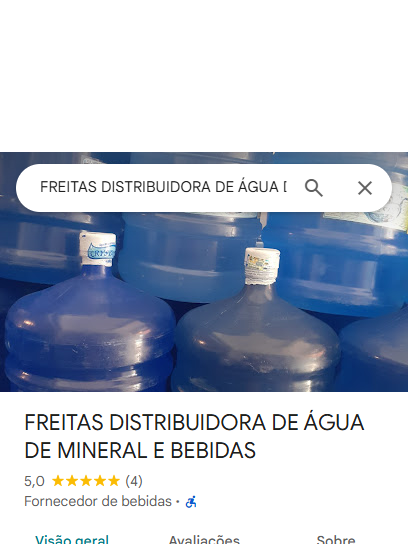 FREITAS DISTRIBUIDORA DE ÁGUA D
FREITAS DISTRIBUIDORA DE ÁGUA
DE MINERAL E BEBIDAS
5,0 (4)
Fornecedor de bebidas ·
Visão geral Avaliações Sobre